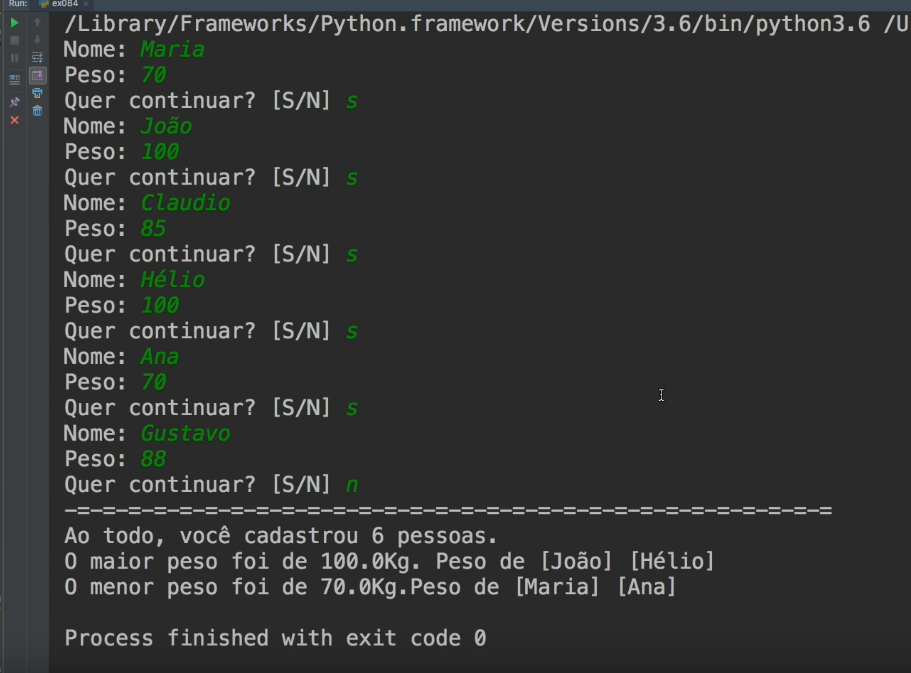 Run: ex084
/Library/Frameworks/Python.framework/Versions/3.6/bin/python3.6 /U
Nome: Maria
Peso: 70
Quer continuar? [S/N] s
Nome: João
Peso: 100
Quer continuar? [S/N] s
Nome: Claudio
Peso: 85
Quer continuar? [S/N] s
Nome: Hélio
Peso: 100
Quer continuar? [S/N] s
Nome: Ana
Peso: 70
Quer continuar? [S/N] s
Nome: Gustavo
Peso: 88
Quer continuar? [S/N] n
-=-=-=-=-=-=-=-=-=-=-=-=-=-=-=-=-=-=-=-=-=-=-=-=-=-=-=-=-=-=
Ao todo, você cadastrou 6 pessoas.
O maior peso foi de 100.0Kg. Peso de [João] [Hélio]
O menor peso foi de 70.0Kg.Peso de [Maria] [Ana]
Process finished with exit code 0